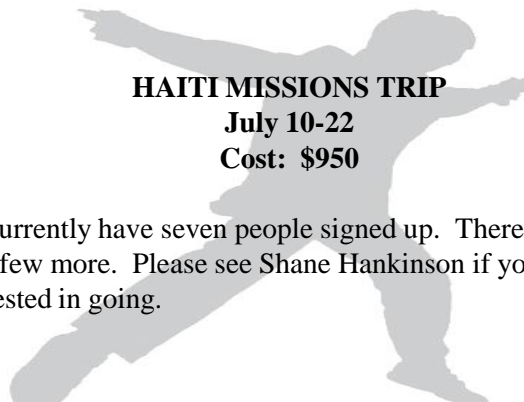 HAITI MISSIONS TRIP
July 10-22
Cost: $950
urrently have seven people signed up. There
few more. Please see Shane Hankinson if yo
ested in going.